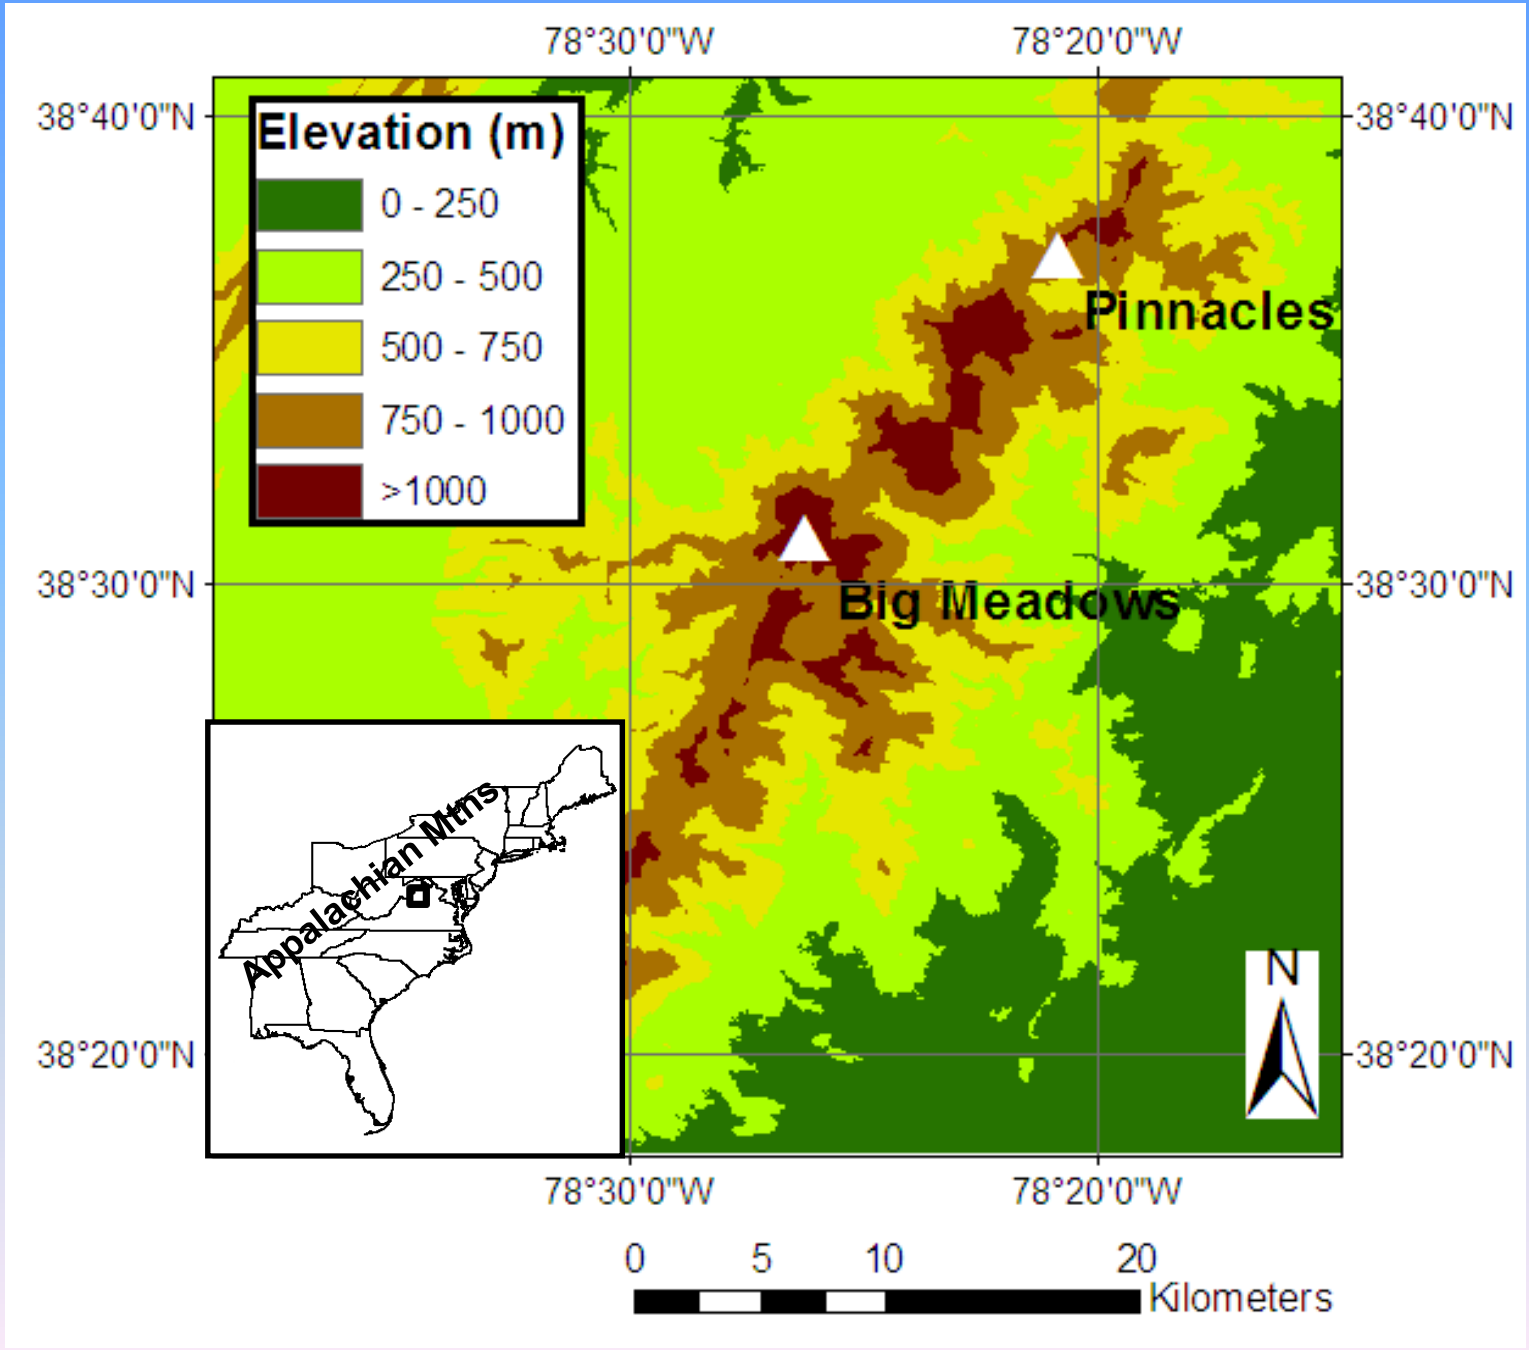 78°30'0"W 78°20'0"W
38°40'0"N 38°40'0"N
Elevation (m)
0 - 250
250 - 500
500 - 750
750 - 1000
>1000
Pinnacles
38°30'0"N 38°30'0"N
Big Meadows
Appalachian Mtns
N
38°20'0"N 38°20'0"N
78°30'0"W 78°20'0"W
0 5 10 20
Kilometers